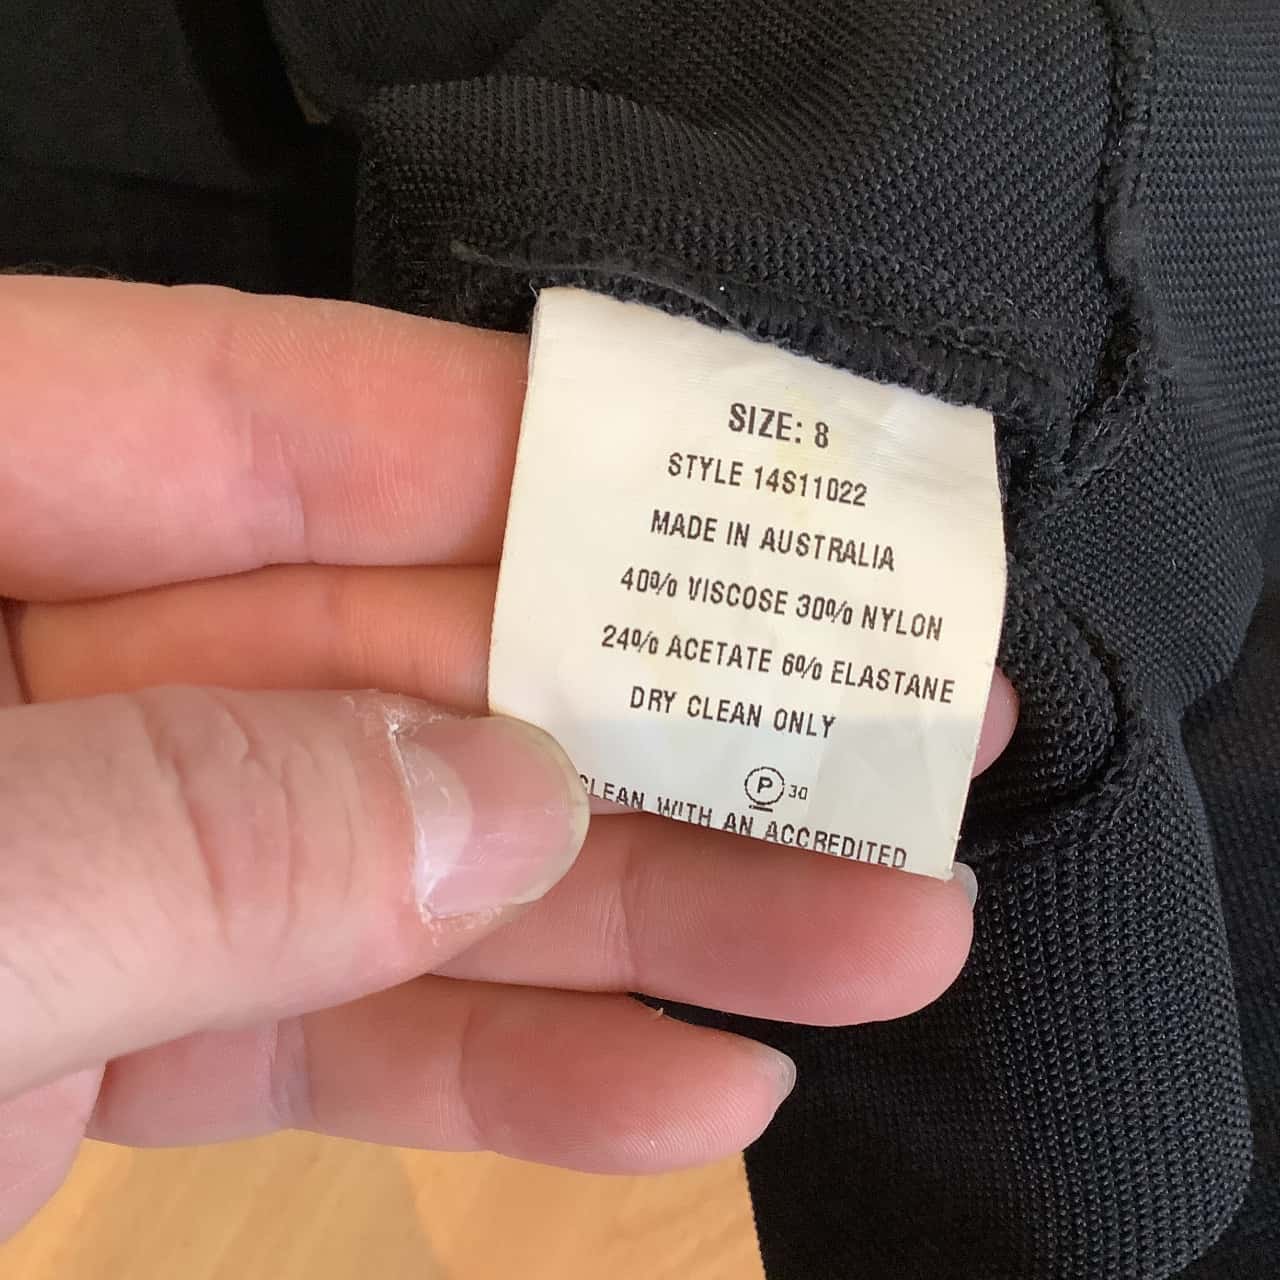 SIZE: 8
STYLE 14S11022
MADE IN AUSTRALIA
40% VISCOSE 30% NYLON
24% ACETATE 6% ELASTANE
DRY CLEAN ONLY
P 30
CLEAN WITH AN ACCREDITED